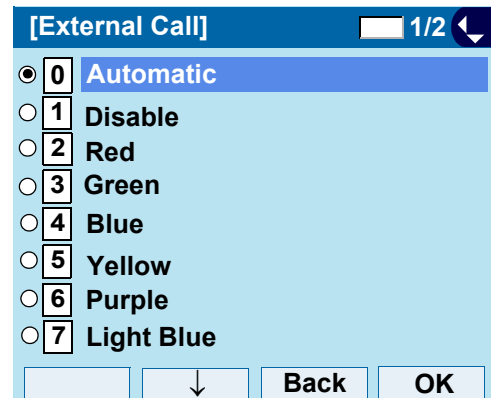 [External Call] 1/2
0 Automatic
1 Disable
2 Red
3 Green
4 Blue
5 Yellow
6 Purple
7 Light Blue
↓ Back OK